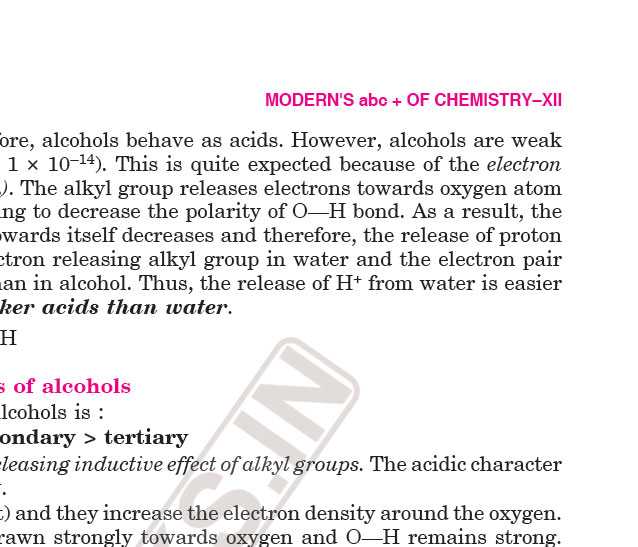 MODERN'S abc + OF CHEMISTRY–XII
fore, alcohols behave as acids. However, alcohols are weak
1 × 10⁻¹⁴). This is quite expected because of the electron
). The alkyl group releases electrons towards oxygen atom
ing to decrease the polarity of O—H bond. As a result, the
owards itself decreases and therefore, the release of proton
ctron releasing alkyl group in water and the electron pair
han in alcohol. Thus, the release of H⁺ from water is easier
ker acids than water.
H
s of alcohols
lcohols is :
ondary > tertiary
eleasing inductive effect of alkyl groups. The acidic character
.
t) and they increase the electron density around the oxygen.
rawn strongly towards oxygen and O—H remains strong.
S.IN